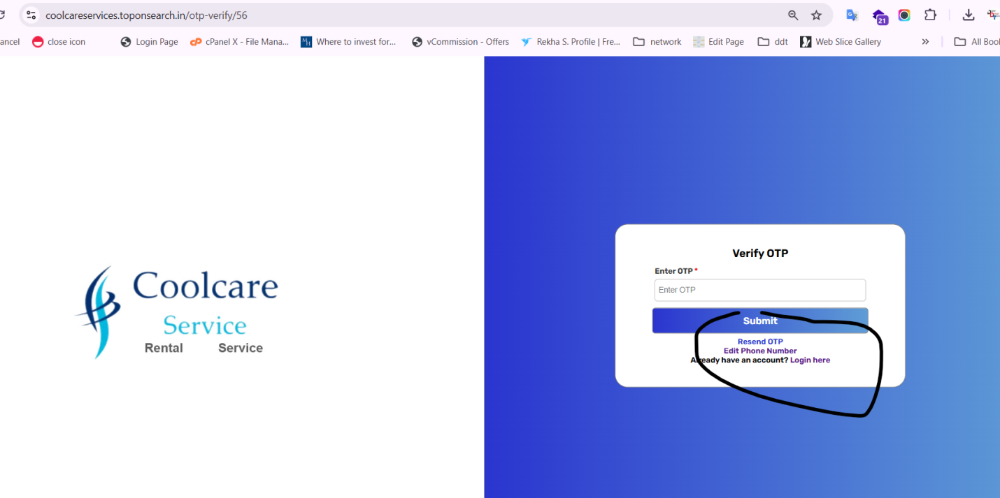 coolcareservices.toponsearch.in/otp-verify/56
21
ancel close icon Login Page cPanel X - File Mana... Where to invest for... vCommission - Offers Rekha S. Profile | Fre... network Edit Page ddt Web Slice Gallery » All Bool
Coolcare
Service
Rental Service
Verify OTP
Enter OTP *
Enter OTP
Submit
Resend OTP
Edit Phone Number
Already have an account? Login here